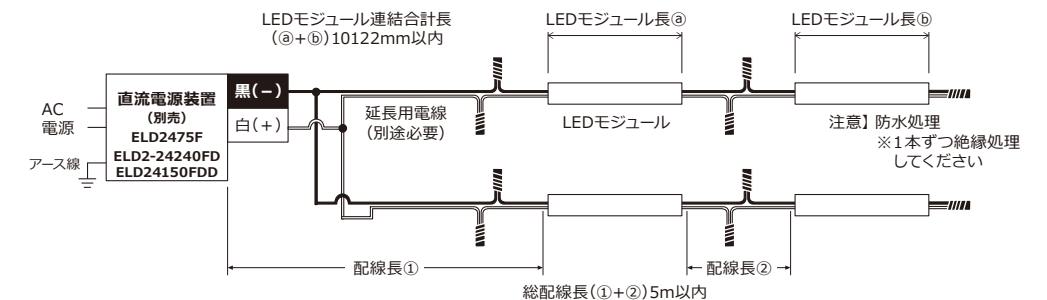 LEDモジュール連結合計長
(ⓐ+ⓑ)10122mm以内
LEDモジュール長ⓐ
LEDモジュール長ⓑ
AC
電源
アース線
直流電源装置
(別売)
ELD2475F
ELD2-24240FD
ELD24150FDD
黒(−)
白(+)
延長用電線
(別途必要)
LEDモジュール
注意】防水処理
※1本ずつ絶縁処理
してください
配線長①
配線長②
総配線長(①+②)5m以内